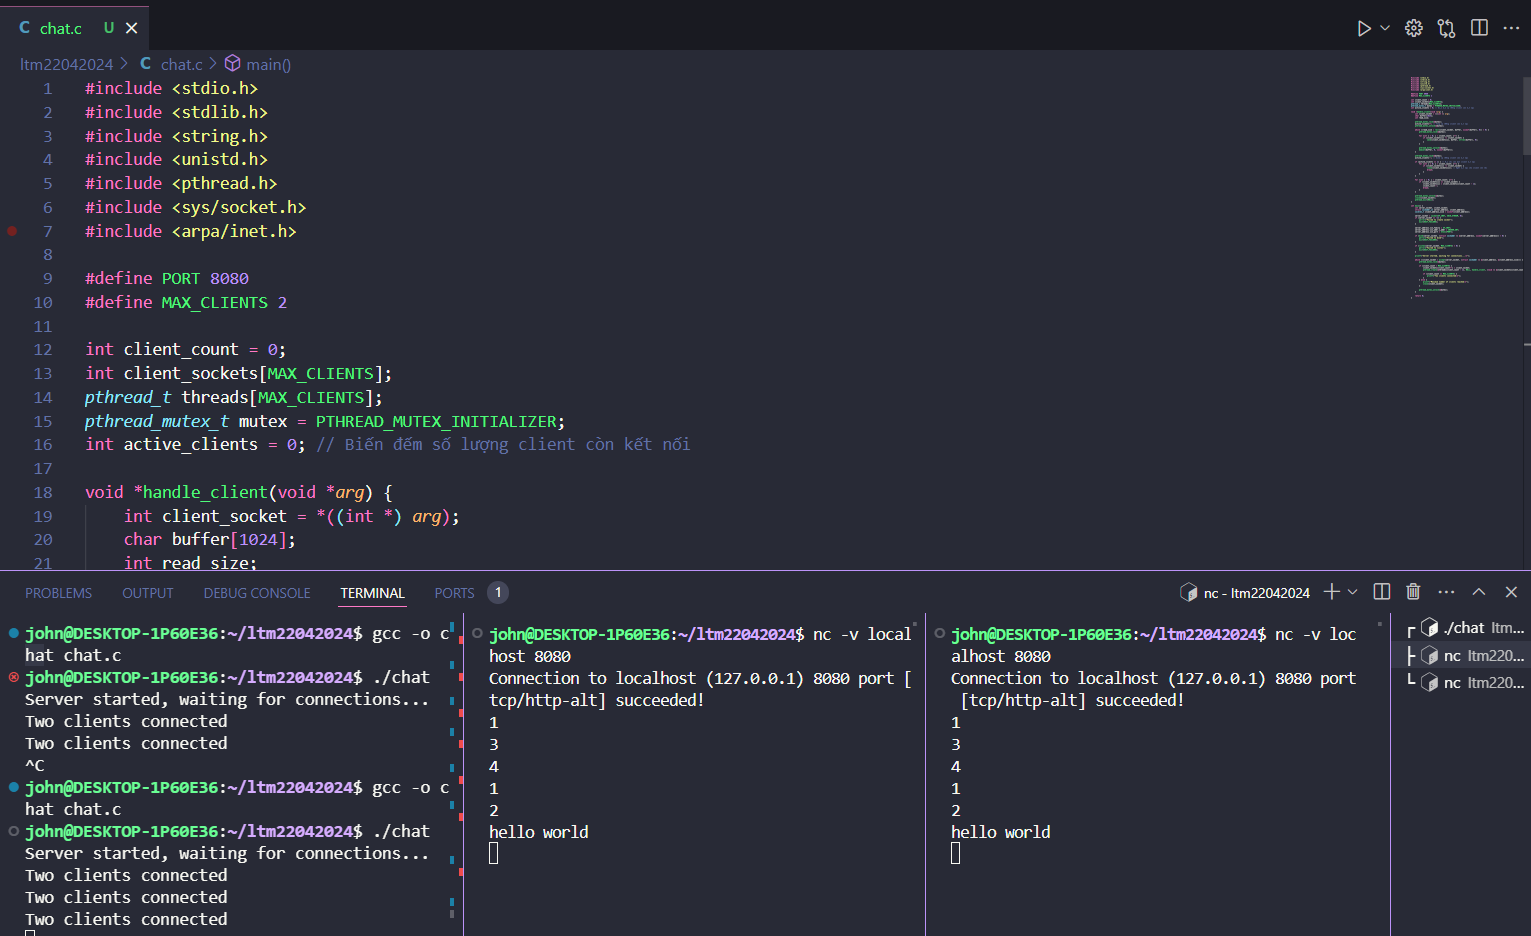 C chat.c U
ltm22042024 > C chat.c > main()
1 #include <stdio.h>
2 #include <stdlib.h>
3 #include <string.h>
4 #include <unistd.h>
5 #include <pthread.h>
6 #include <sys/socket.h>
7 #include <arpa/inet.h>
8
9 #define PORT 8080
10 #define MAX_CLIENTS 2
11
12 int client_count = 0;
13 int client_sockets[MAX_CLIENTS];
14 pthread_t threads[MAX_CLIENTS];
15 pthread_mutex_t mutex = PTHREAD_MUTEX_INITIALIZER;
16 int active_clients = 0; // Biến đếm số lượng client còn kết nối
17
18 void *handle_client(void *arg) {
19 int client_socket = *((int *) arg);
20 char buffer[1024];
21 int read_size;
PROBLEMS OUTPUT DEBUG CONSOLE TERMINAL PORTS 1
nc - ltm22042024
john@DESKTOP-1P60E36:~/ltm22042024$ gcc -o c
hat chat.c
john@DESKTOP-1P60E36:~/ltm22042024$ ./chat
Server started, waiting for connections...
Two clients connected
Two clients connected
^C
john@DESKTOP-1P60E36:~/ltm22042024$ gcc -o c
hat chat.c
john@DESKTOP-1P60E36:~/ltm22042024$ ./chat
Server started, waiting for connections...
Two clients connected
Two clients connected
Two clients connected
john@DESKTOP-1P60E36:~/ltm22042024$ nc -v local
host 8080
Connection to localhost (127.0.0.1) 8080 port [
tcp/http-alt] succeeded!
1
3
4
1
2
hello world
john@DESKTOP-1P60E36:~/ltm22042024$ nc -v loc
alhost 8080
Connection to localhost (127.0.0.1) 8080 port
[tcp/http-alt] succeeded!
1
3
4
1
2
hello world
./chat ltm...
nc ltm220...
nc ltm220...